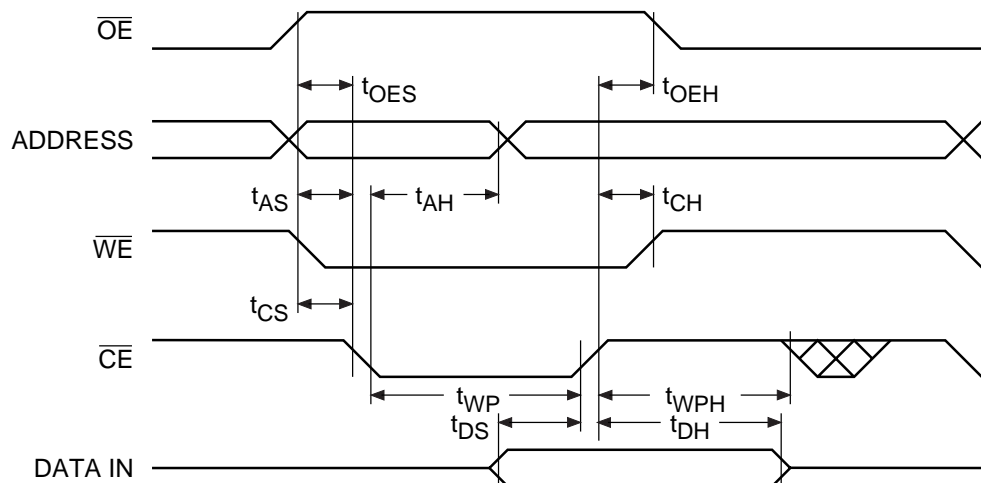 OE
tOES
tOEH
ADDRESS
tAS
tAH
tCH
WE
tCS
CE
tWP
tWPH
tDS
tDH
DATA IN